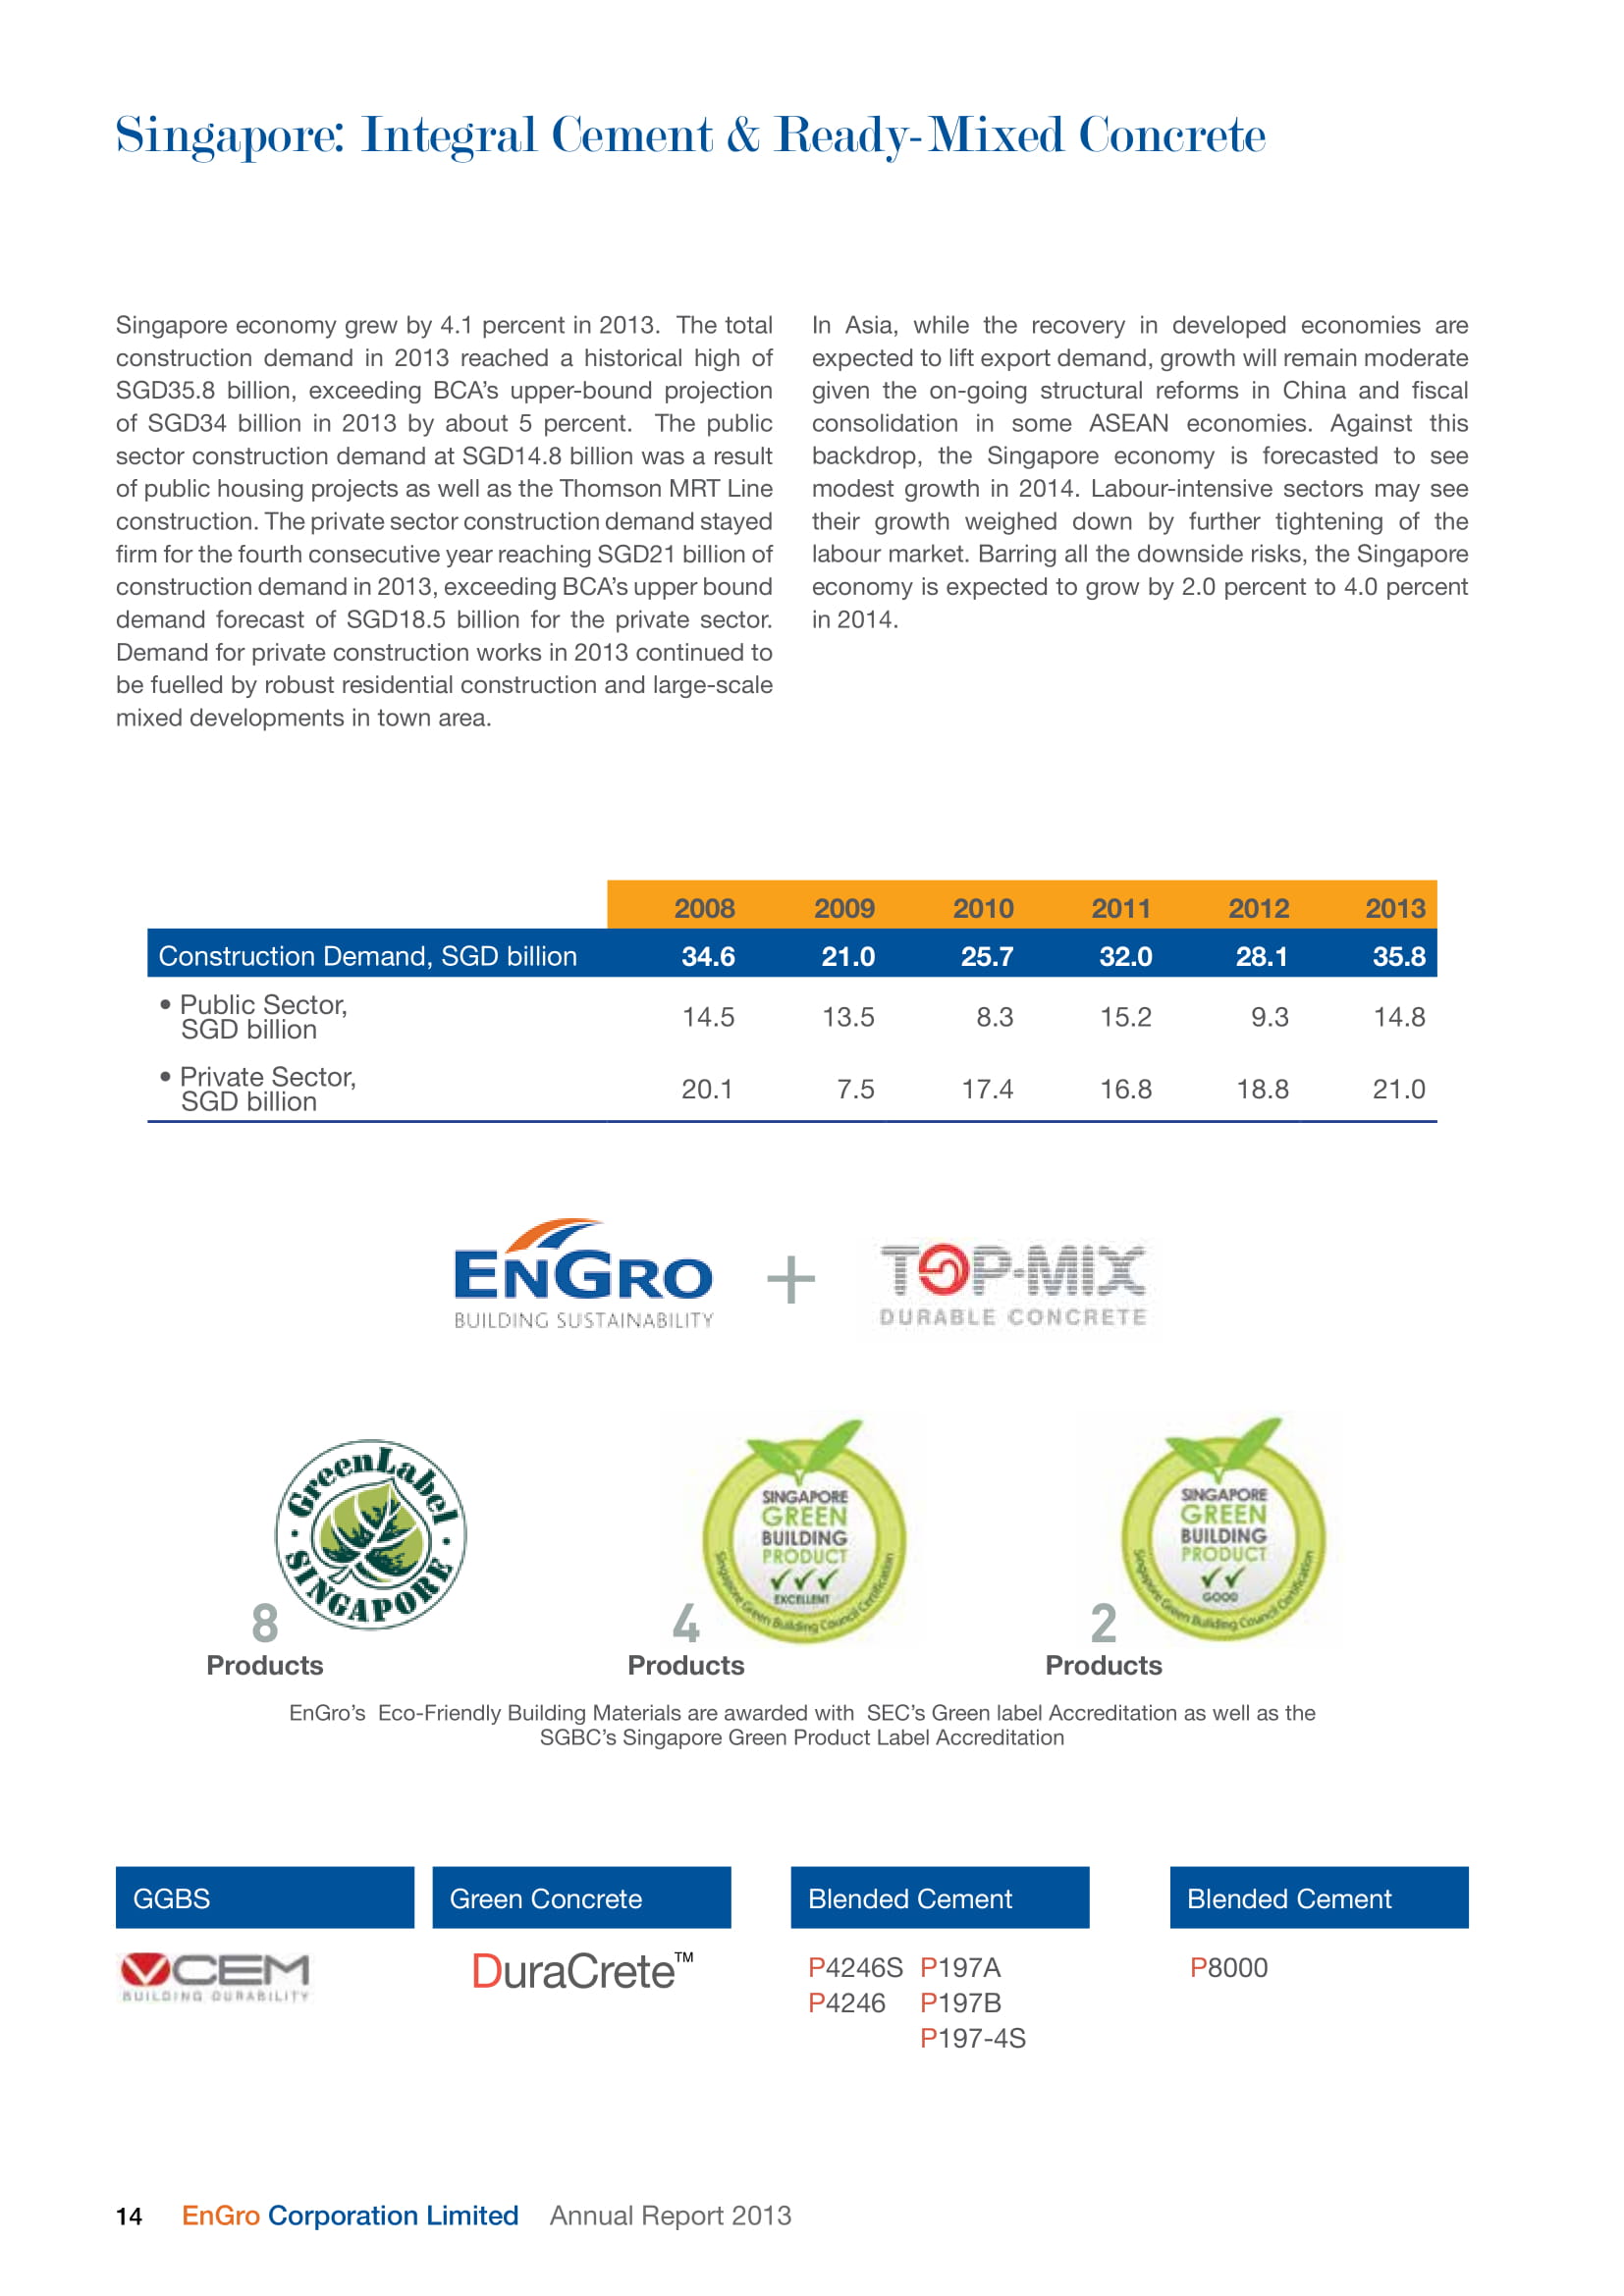 Singapore: Integral Cement & Ready-Mixed Concrete
Singapore economy grew by 4.1 percent in 2013.  The total
construction demand in 2013 reached a historical high of
SGD35.8 billion, exceeding BCA’s upper-bound projection
of SGD34 billion in 2013 by about 5 percent.  The public
sector construction demand at SGD14.8 billion was a result
of public housing projects as well as the Thomson MRT Line
construction. The private sector construction demand stayed
firm for the fourth consecutive year reaching SGD21 billion of
construction demand in 2013, exceeding BCA’s upper bound
demand forecast of SGD18.5 billion for the private sector.
Demand for private construction works in 2013 continued to
be fuelled by robust residential construction and large-scale
mixed developments in town area.
In Asia, while the recovery in developed economies are
expected to lift export demand, growth will remain moderate
given the on-going structural reforms in China and fiscal
consolidation in some ASEAN economies. Against this
backdrop, the Singapore economy is forecasted to see
modest growth in 2014. Labour-intensive sectors may see
their growth weighed down by further tightening of the
labour market. Barring all the downside risks, the Singapore
economy is expected to grow by 2.0 percent to 4.0 percent
in 2014.
2008 2009 2010 2011 2012 2013
Construction Demand, SGD billion 34.6 21.0 25.7 32.0 28.1 35.8
• Public Sector,
SGD billion 14.5 13.5 8.3 15.2 9.3 14.8
• Private Sector,
SGD billion 20.1 7.5 17.4 16.8 18.8 21.0
ENGRO
BUILDING SUSTAINABILITY
+
TOP-MIX
DURABLE CONCRETE
GreenLabel
• SINGAPORE •
8
Products
SINGAPORE
GREEN
BUILDING
PRODUCT
✓✓✓
EXCELLENT
Singapore Green Building Council Certification
4
Products
SINGAPORE
GREEN
BUILDING
PRODUCT
✓✓
GOOD
Singapore Green Building Council Certification
2
Products
EnGro’s  Eco-Friendly Building Materials are awarded with  SEC’s Green label Accreditation as well as the
SGBC’s Singapore Green Product Label Accreditation
GGBS
VCEM
BUILDING DURABILITY
Green Concrete
DuraCrete™
Blended Cement
P4246S P197A
P4246 P197B
P197-4S
Blended Cement
P8000
14 EnGro Corporation Limited Annual Report 2013